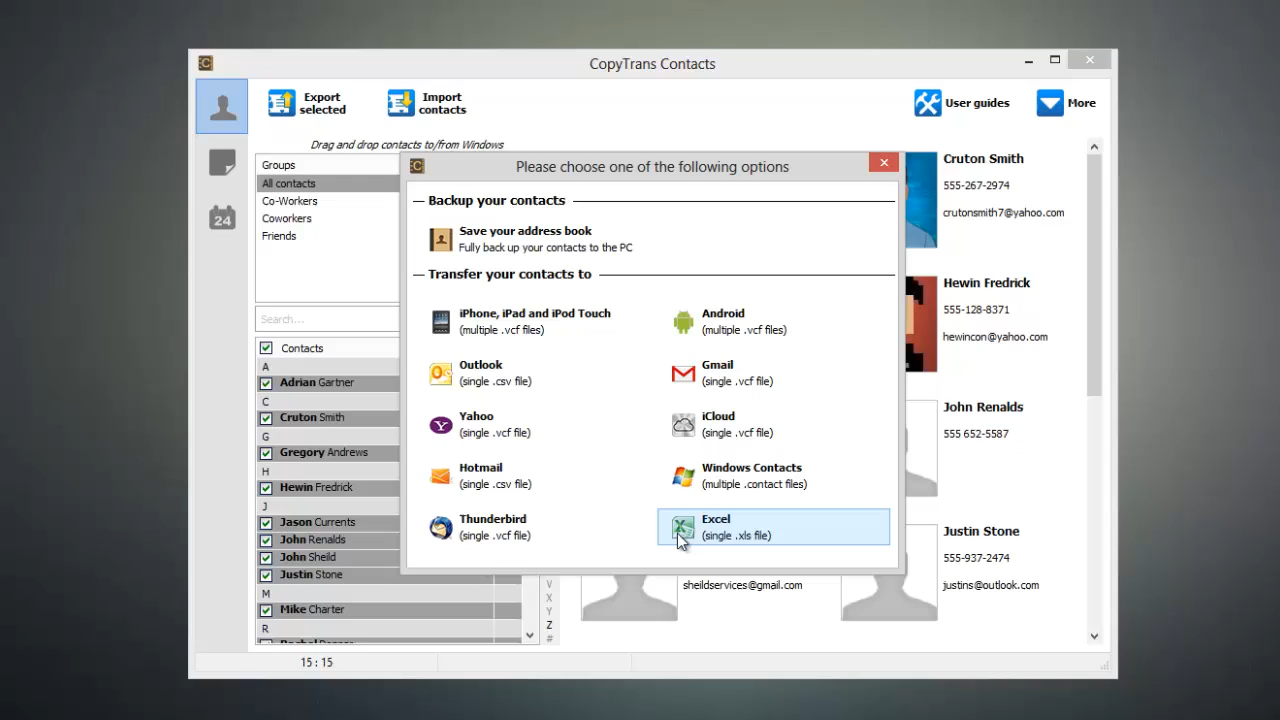 CopyTrans Contacts
Export
selected
Import
contacts
User guides
More
Drag and drop contacts to/from Windows
24
Groups
All contacts
Co-Workers
Coworkers
Friends
Search...
Contacts
A
Adrian Gartner
C
Cruton Smith
G
Gregory Andrews
H
Hewin Fredrick
J
Jason Currents
John Renalds
John Sheild
Justin Stone
M
Mike Charter
R
V
X
Y
Z
#
Please choose one of the following options
Backup your contacts
Save your address book
Fully back up your contacts to the PC
Transfer your contacts to
iPhone, iPad and iPod Touch
(multiple .vcf files)
Android
(multiple .vcf files)
Outlook
(single .csv file)
Gmail
(single .vcf file)
Yahoo
(single .vcf file)
iCloud
(single .vcf file)
Hotmail
(single .csv file)
Windows Contacts
(multiple .contact files)
Thunderbird
(single .vcf file)
Excel
(single .xls file)
Cruton Smith
555-267-2974
crutonsmith7@yahoo.com
Hewin Fredrick
555-128-8371
hewincon@yahoo.com
John Renalds
555 652-5587
sheildservices@gmail.com
Justin Stone
555-937-2474
justins@outlook.com
15 : 15